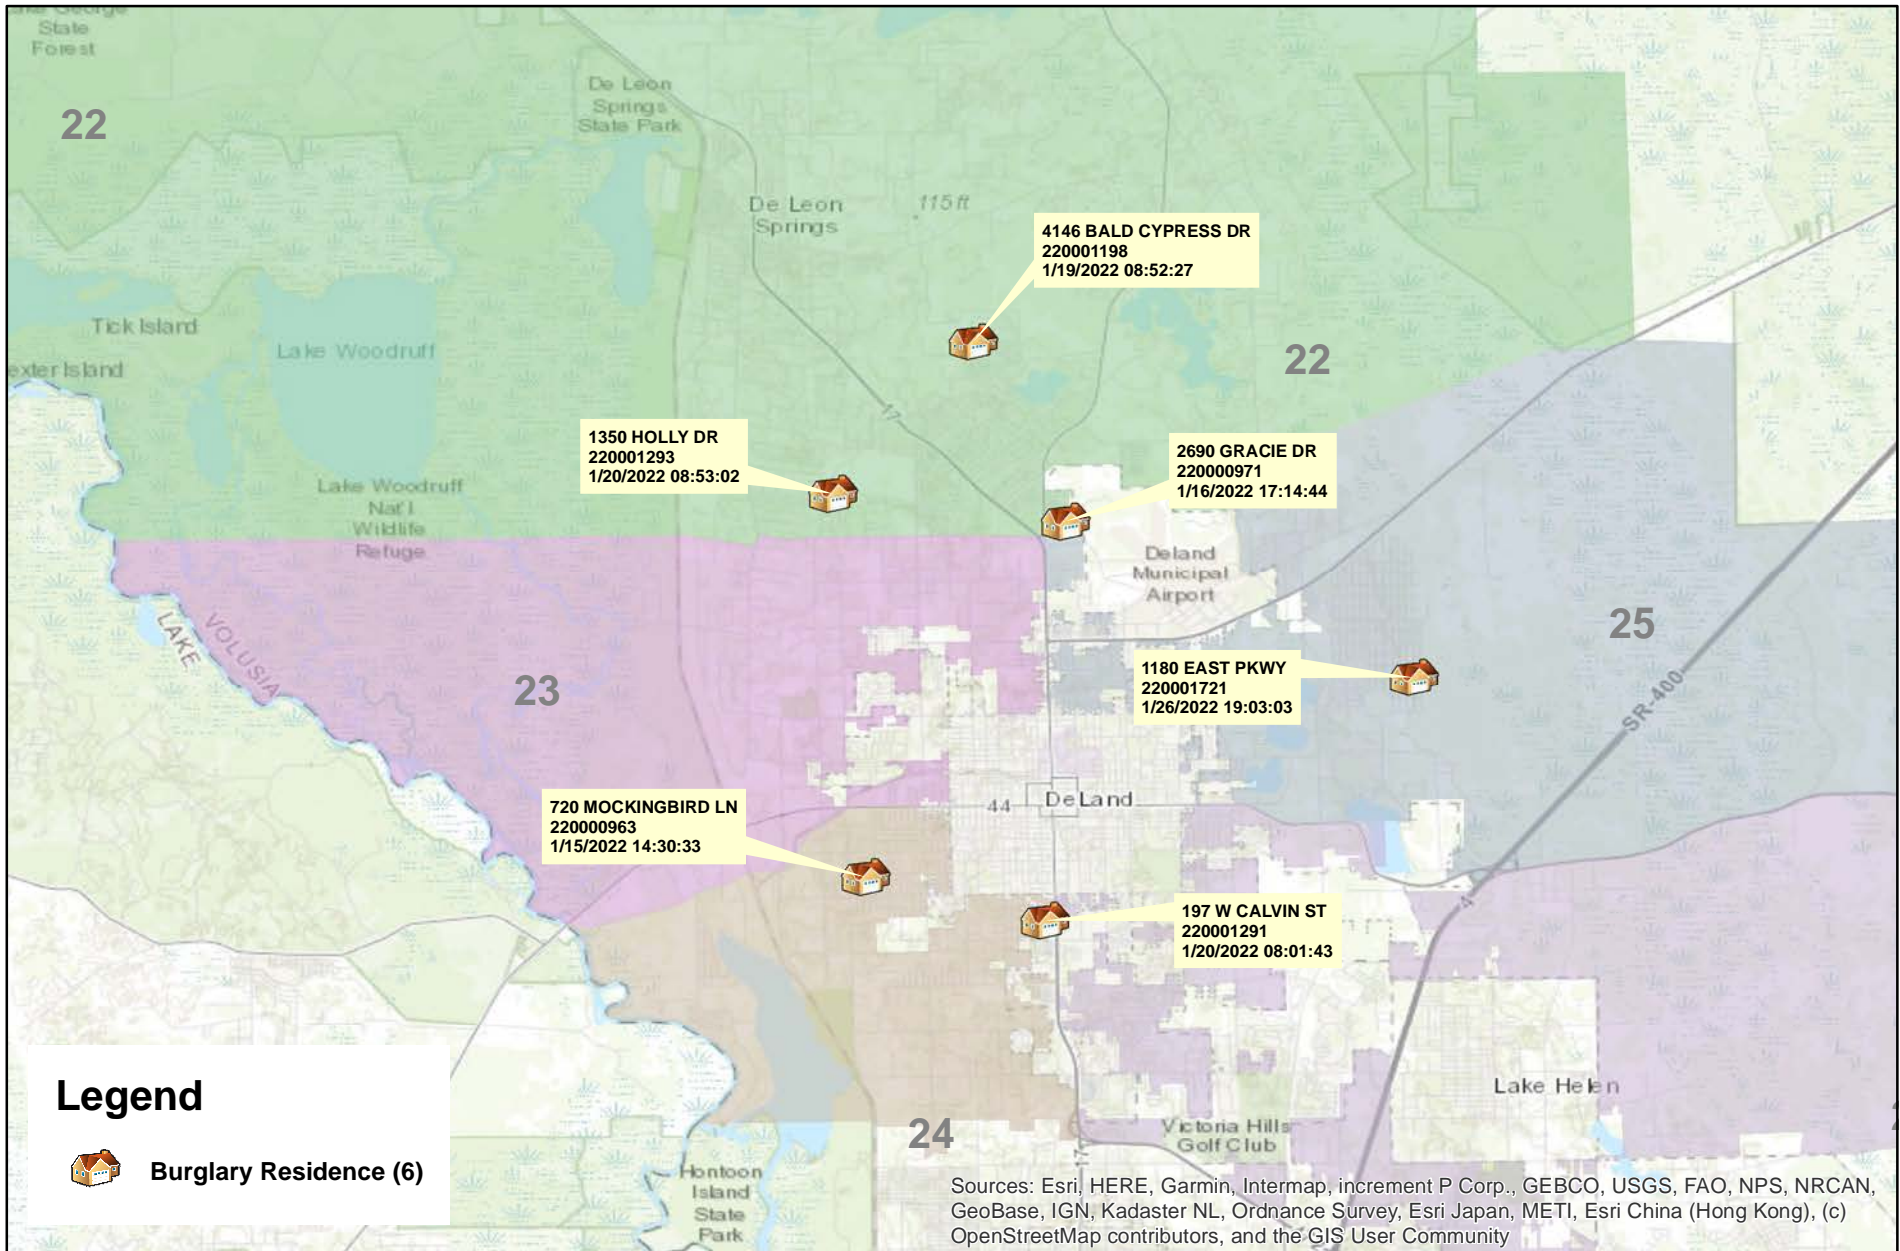 State
Forest
22
De Leon
Springs
State Park
De Leon
Springs
115 ft
4146 BALD CYPRESS DR
220001198
1/19/2022 08:52:27
Tick Island
Lake Woodruff
22
exter Island
17
1350 HOLLY DR
220001293
1/20/2022 08:53:02
2690 GRACIE DR
220000971
1/16/2022 17:14:44
Lake Woodruff
Nat'l
Wildlife
Refuge
Deland
Municipal
Airport
LAKE
VOLUSIA
25
23
1180 EAST PKWY
220001721
1/26/2022 19:03:03
SR-400
720 MOCKINGBIRD LN
220000963
1/15/2022 14:30:33
44
DeLand
4
197 W CALVIN ST
220001291
1/20/2022 08:01:43
Lake Helen
24
Victoria Hills
Golf Club
17
Hontoon
Island
State
Park
Legend
Burglary Residence (6)
Sources: Esri, HERE, Garmin, Intermap, increment P Corp., GEBCO, USGS, FAO, NPS, NRCAN,
GeoBase, IGN, Kadaster NL, Ordnance Survey, Esri Japan, METI, Esri China (Hong Kong), (c)
OpenStreetMap contributors, and the GIS User Community